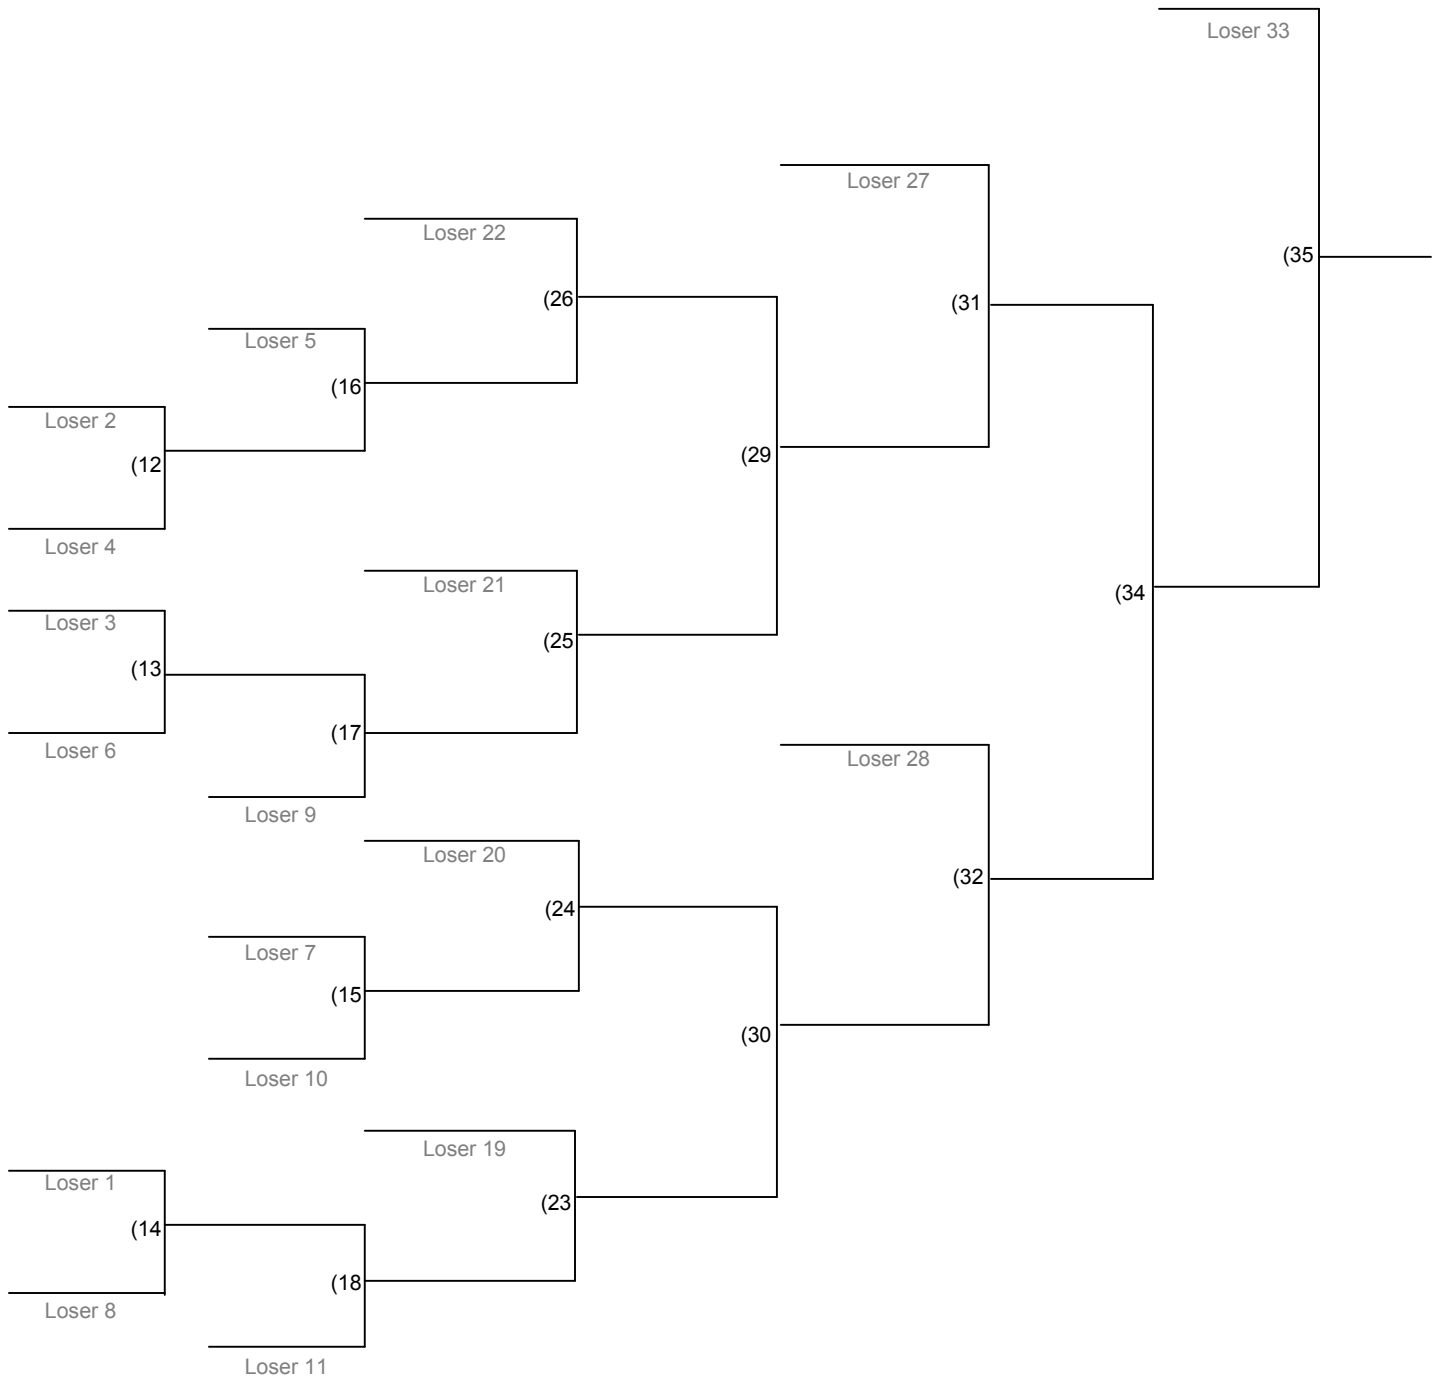 Loser 33
Loser 27
Loser 22
(35
(26
(31
Loser 5
(16
Loser 2
(12
(29
Loser 4
Loser 21
(34
Loser 3
(25
(13
(17
Loser 6
Loser 28
Loser 9
Loser 20
(32
(24
Loser 7
(15
(30
Loser 10
Loser 19
Loser 1
(23
(14
(18
Loser 8
Loser 11